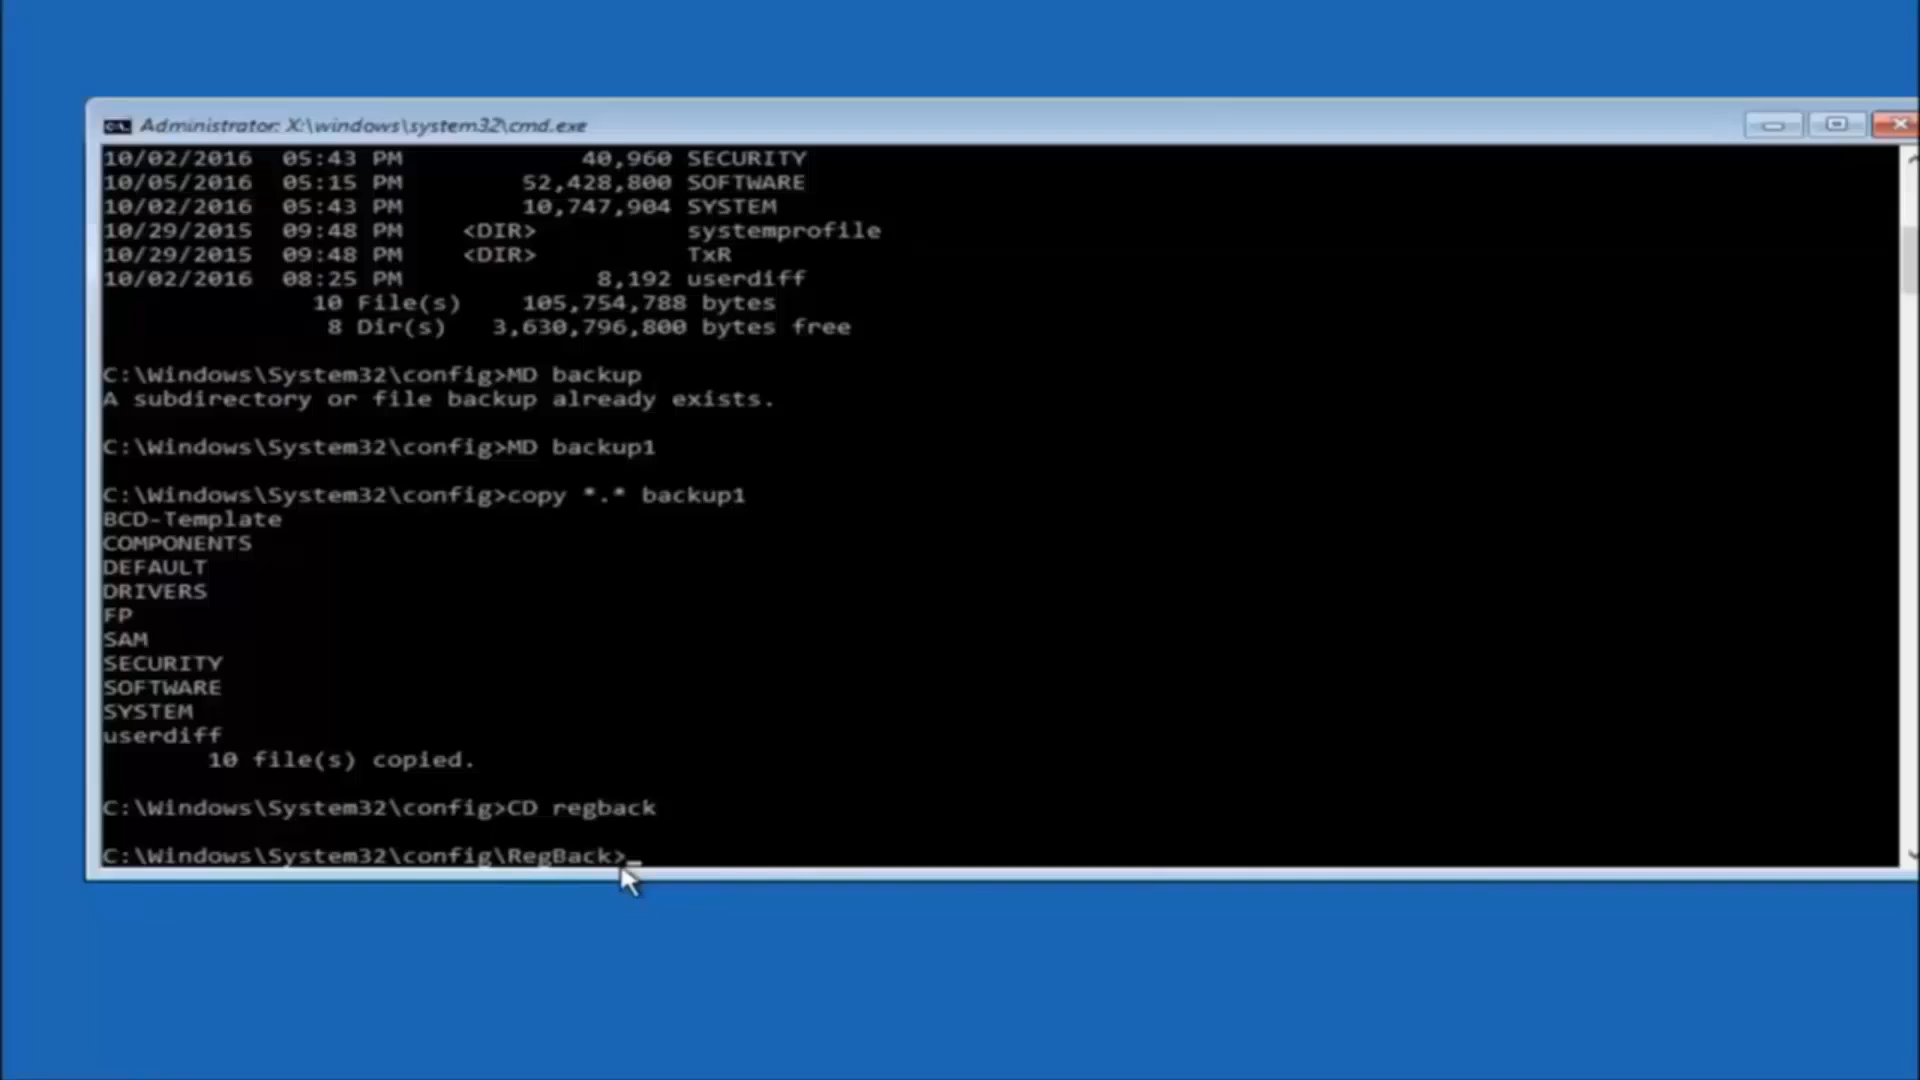 Administrator: X:\windows\system32\cmd.exe
10/02/2016  05:43 PM            40,960 SECURITY
10/05/2016  05:15 PM        52,428,800 SOFTWARE
10/02/2016  05:43 PM        10,747,904 SYSTEM
10/29/2015  09:48 PM    <DIR>          systemprofile
10/29/2015  09:48 PM    <DIR>          TxR
10/02/2016  08:25 PM             8,192 userdiff
10 File(s)    105,754,788 bytes
8 Dir(s)   3,630,796,800 bytes free
C:\Windows\System32\config>MD backup
A subdirectory or file backup already exists.
C:\Windows\System32\config>MD backup1
C:\Windows\System32\config>copy *.* backup1
BCD-Template
COMPONENTS
DEFAULT
DRIVERS
FP
SAM
SECURITY
SOFTWARE
SYSTEM
userdiff
10 file(s) copied.
C:\Windows\System32\config>CD regback
C:\Windows\System32\config\RegBack>_